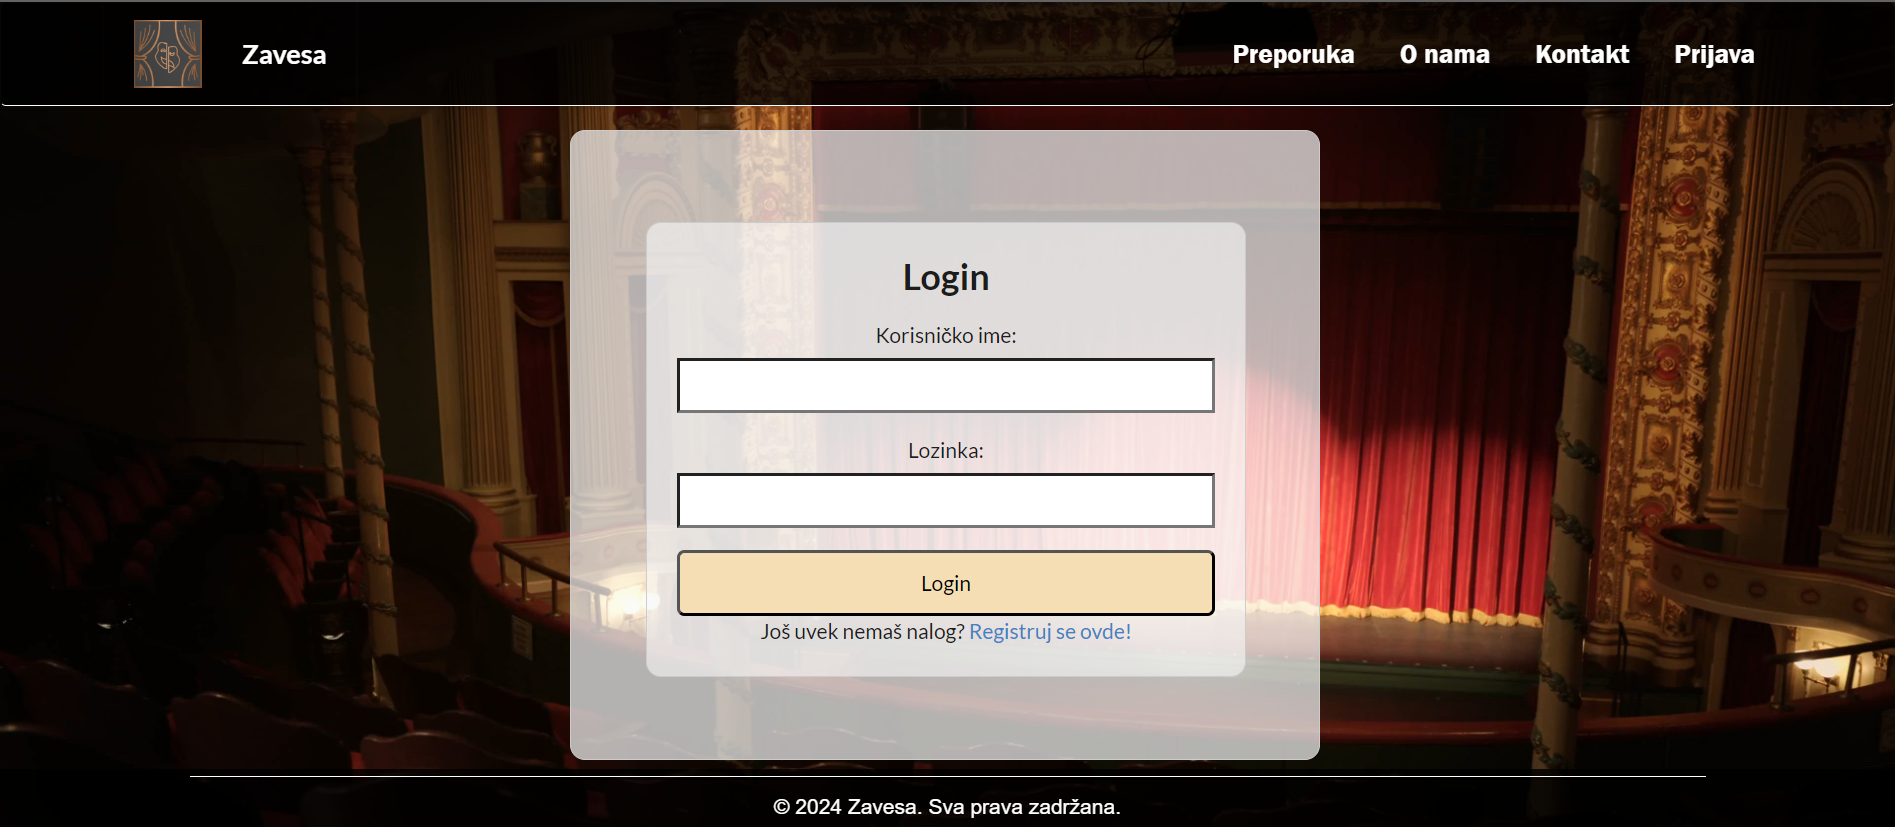 Zavesa
Preporuka O nama Kontakt Prijava
Login
Korisničko ime:
Lozinka:
Login
Još uvek nemaš nalog? Registruj se ovde!
© 2024 Zavesa. Sva prava zadržana.